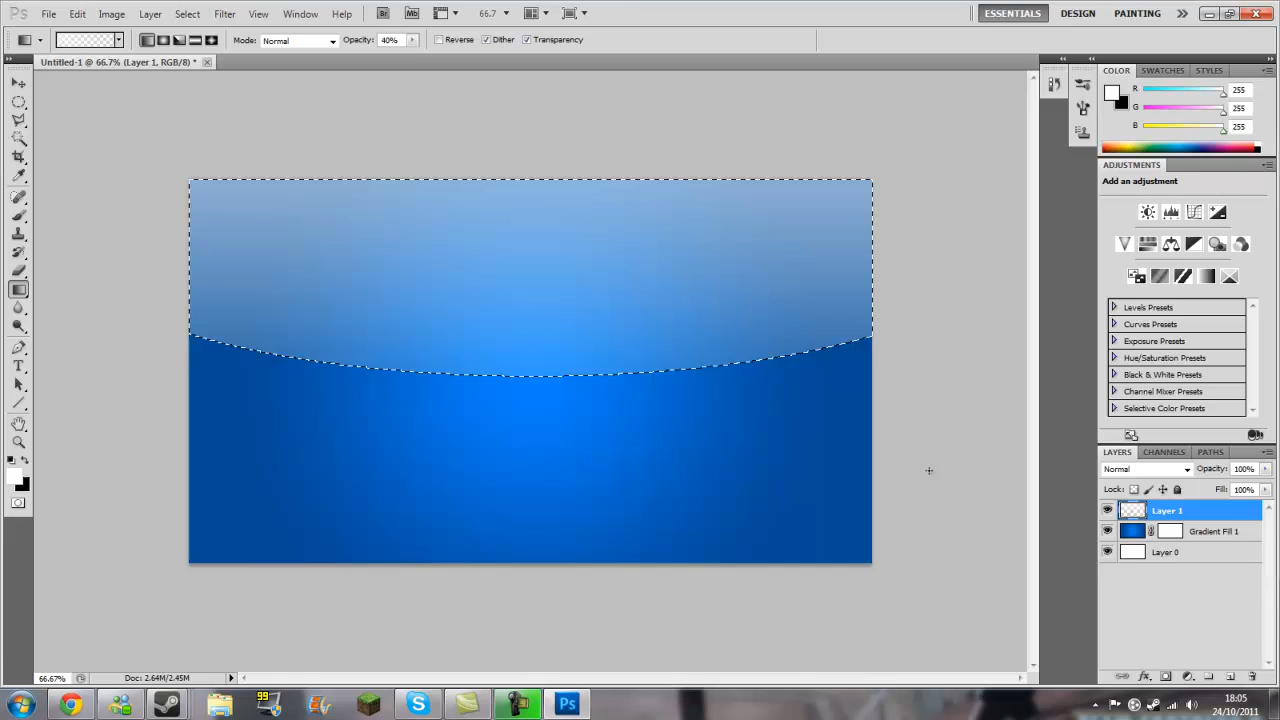 Ps File Edit Image Layer Select Filter View Window Help Br Mb 66.7 ESSENTIALS DESIGN PAINTING
Mode: Normal Opacity: 40% Reverse Dither Transparency
Untitled-1 @ 66.7% (Layer 1, RGB/8) *
COLOR SWATCHES STYLES
R 255
G 255
B 255
ADJUSTMENTS
Add an adjustment
Levels Presets
Curves Presets
Exposure Presets
Hue/Saturation Presets
Black & White Presets
Channel Mixer Presets
Selective Color Presets
LAYERS CHANNELS PATHS
Normal Opacity: 100%
Lock: Fill: 100%
Layer 1
Gradient Fill 1
Layer 0
66.67% Doc: 2.64M/2.45M
99 Ps
18:05
24/10/2011